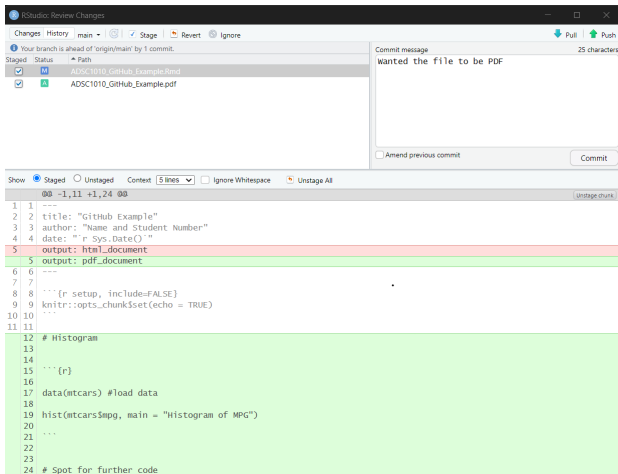 RStudio: Review Changes
Changes History main Stage Revert Ignore Pull Push
Your branch is ahead of 'origin/main' by 1 commit.
Staged Status Path
M ADSC1010_GitHub_Example.Rmd
A ADSC1010_GitHub_Example.pdf
Commit message 25 characters
Wanted the file to be PDF
Amend previous commit Commit
Show Staged Unstaged Context 5 lines Ignore Whitespace Unstage All
@@ -1,11 +1,24 @@ Unstage chunk
1 1 ---
2 2 title: "GitHub Example"
3 3 author: "Name and Student Number"
4 4 date: "`r Sys.Date()`"
5 output: html_document
5 output: pdf_document
6 6 ---
7 7
8 8 ```{r setup, include=FALSE}
9 9 knitr::opts_chunk$set(echo = TRUE)
10 10 ```
11 11
12 # Histogram
13
14
15 ```{r}
16
17 data(mtcars) #load data
18
19 hist(mtcars$mpg, main = "Histogram of MPG")
20
21 ```
22
23
24 # Spot for further code